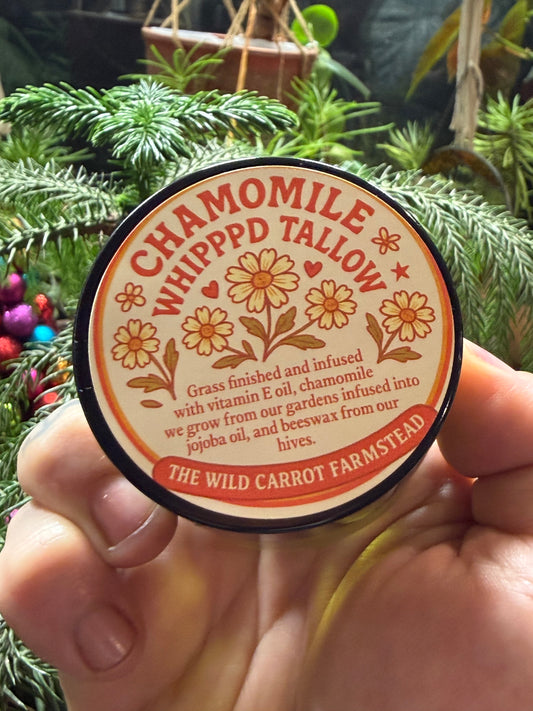 CHAMOMILE
WHIPPPD TALLOW
Grass finished and infused
with vitamin E oil, chamomile
we grow from our gardens infused into
jojoba oil, and beeswax from our
hives.
THE WILD CARROT FARMSTEAD